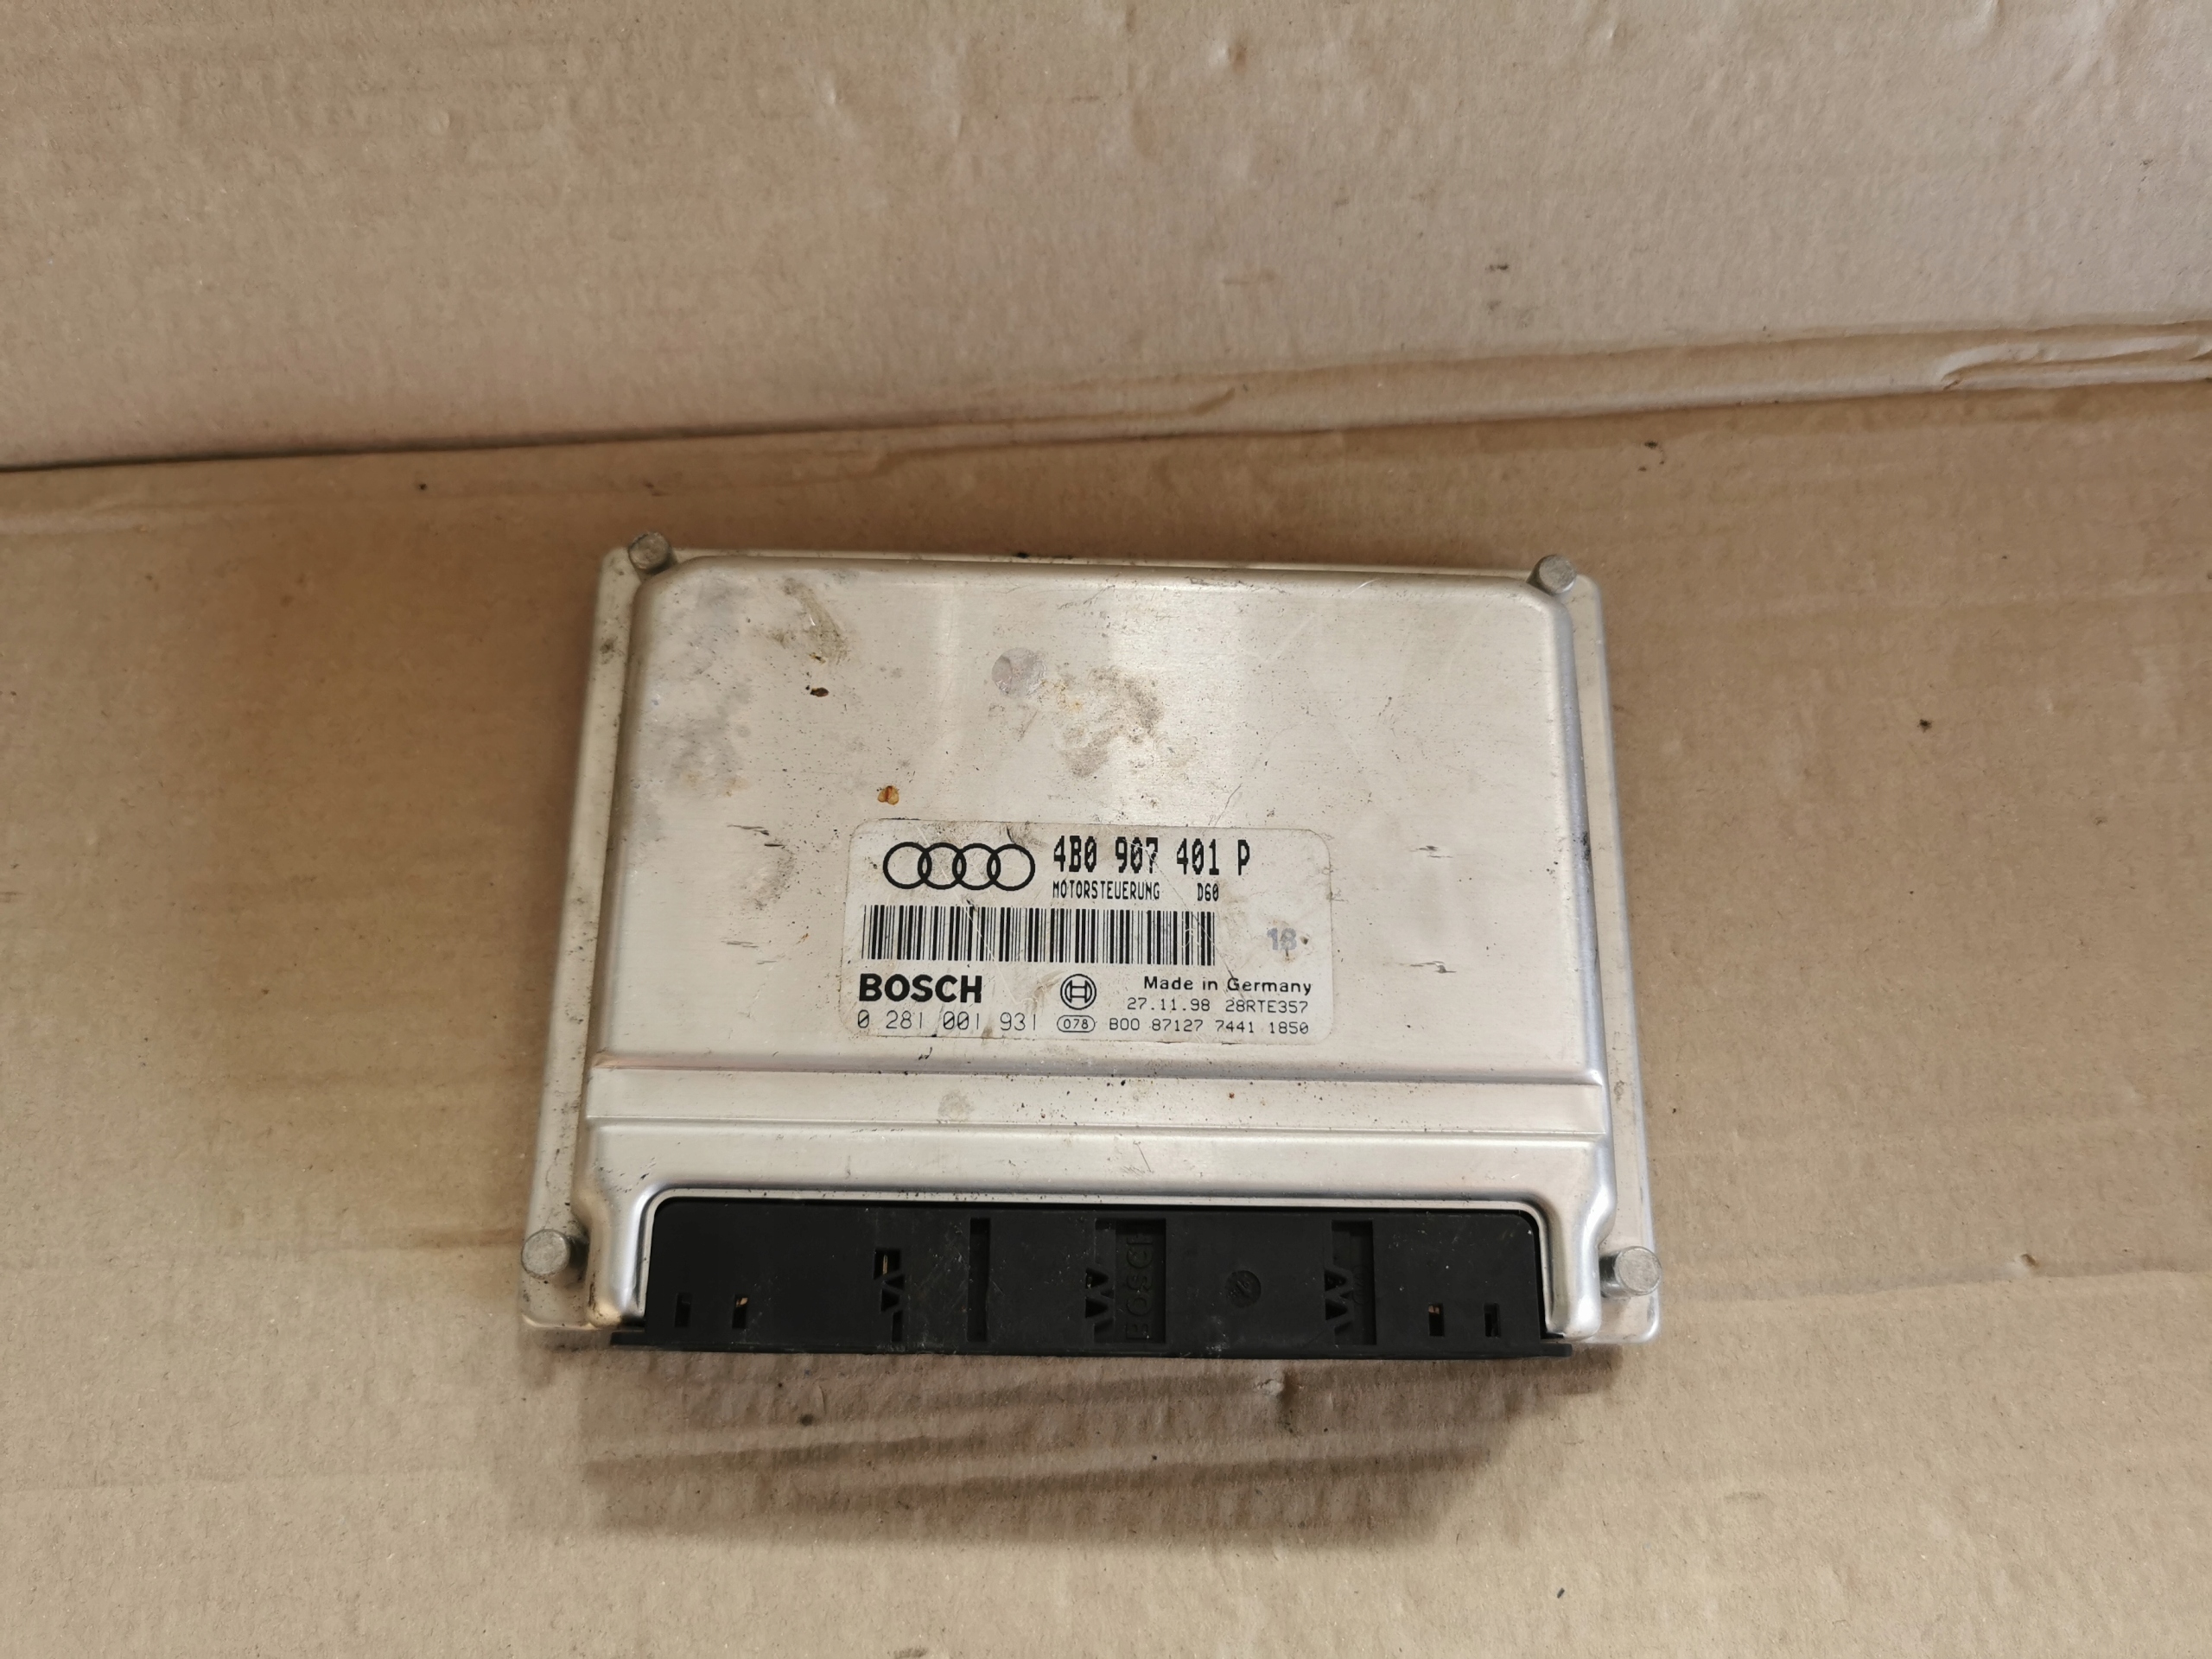 4B0 907 401 P
MOTORSTEUERUNG D60
18
BOSCH
Made in Germany
27.11.98 28RTE357
0 281 001 931 078 B00 87127 7441 1850
BOSCH